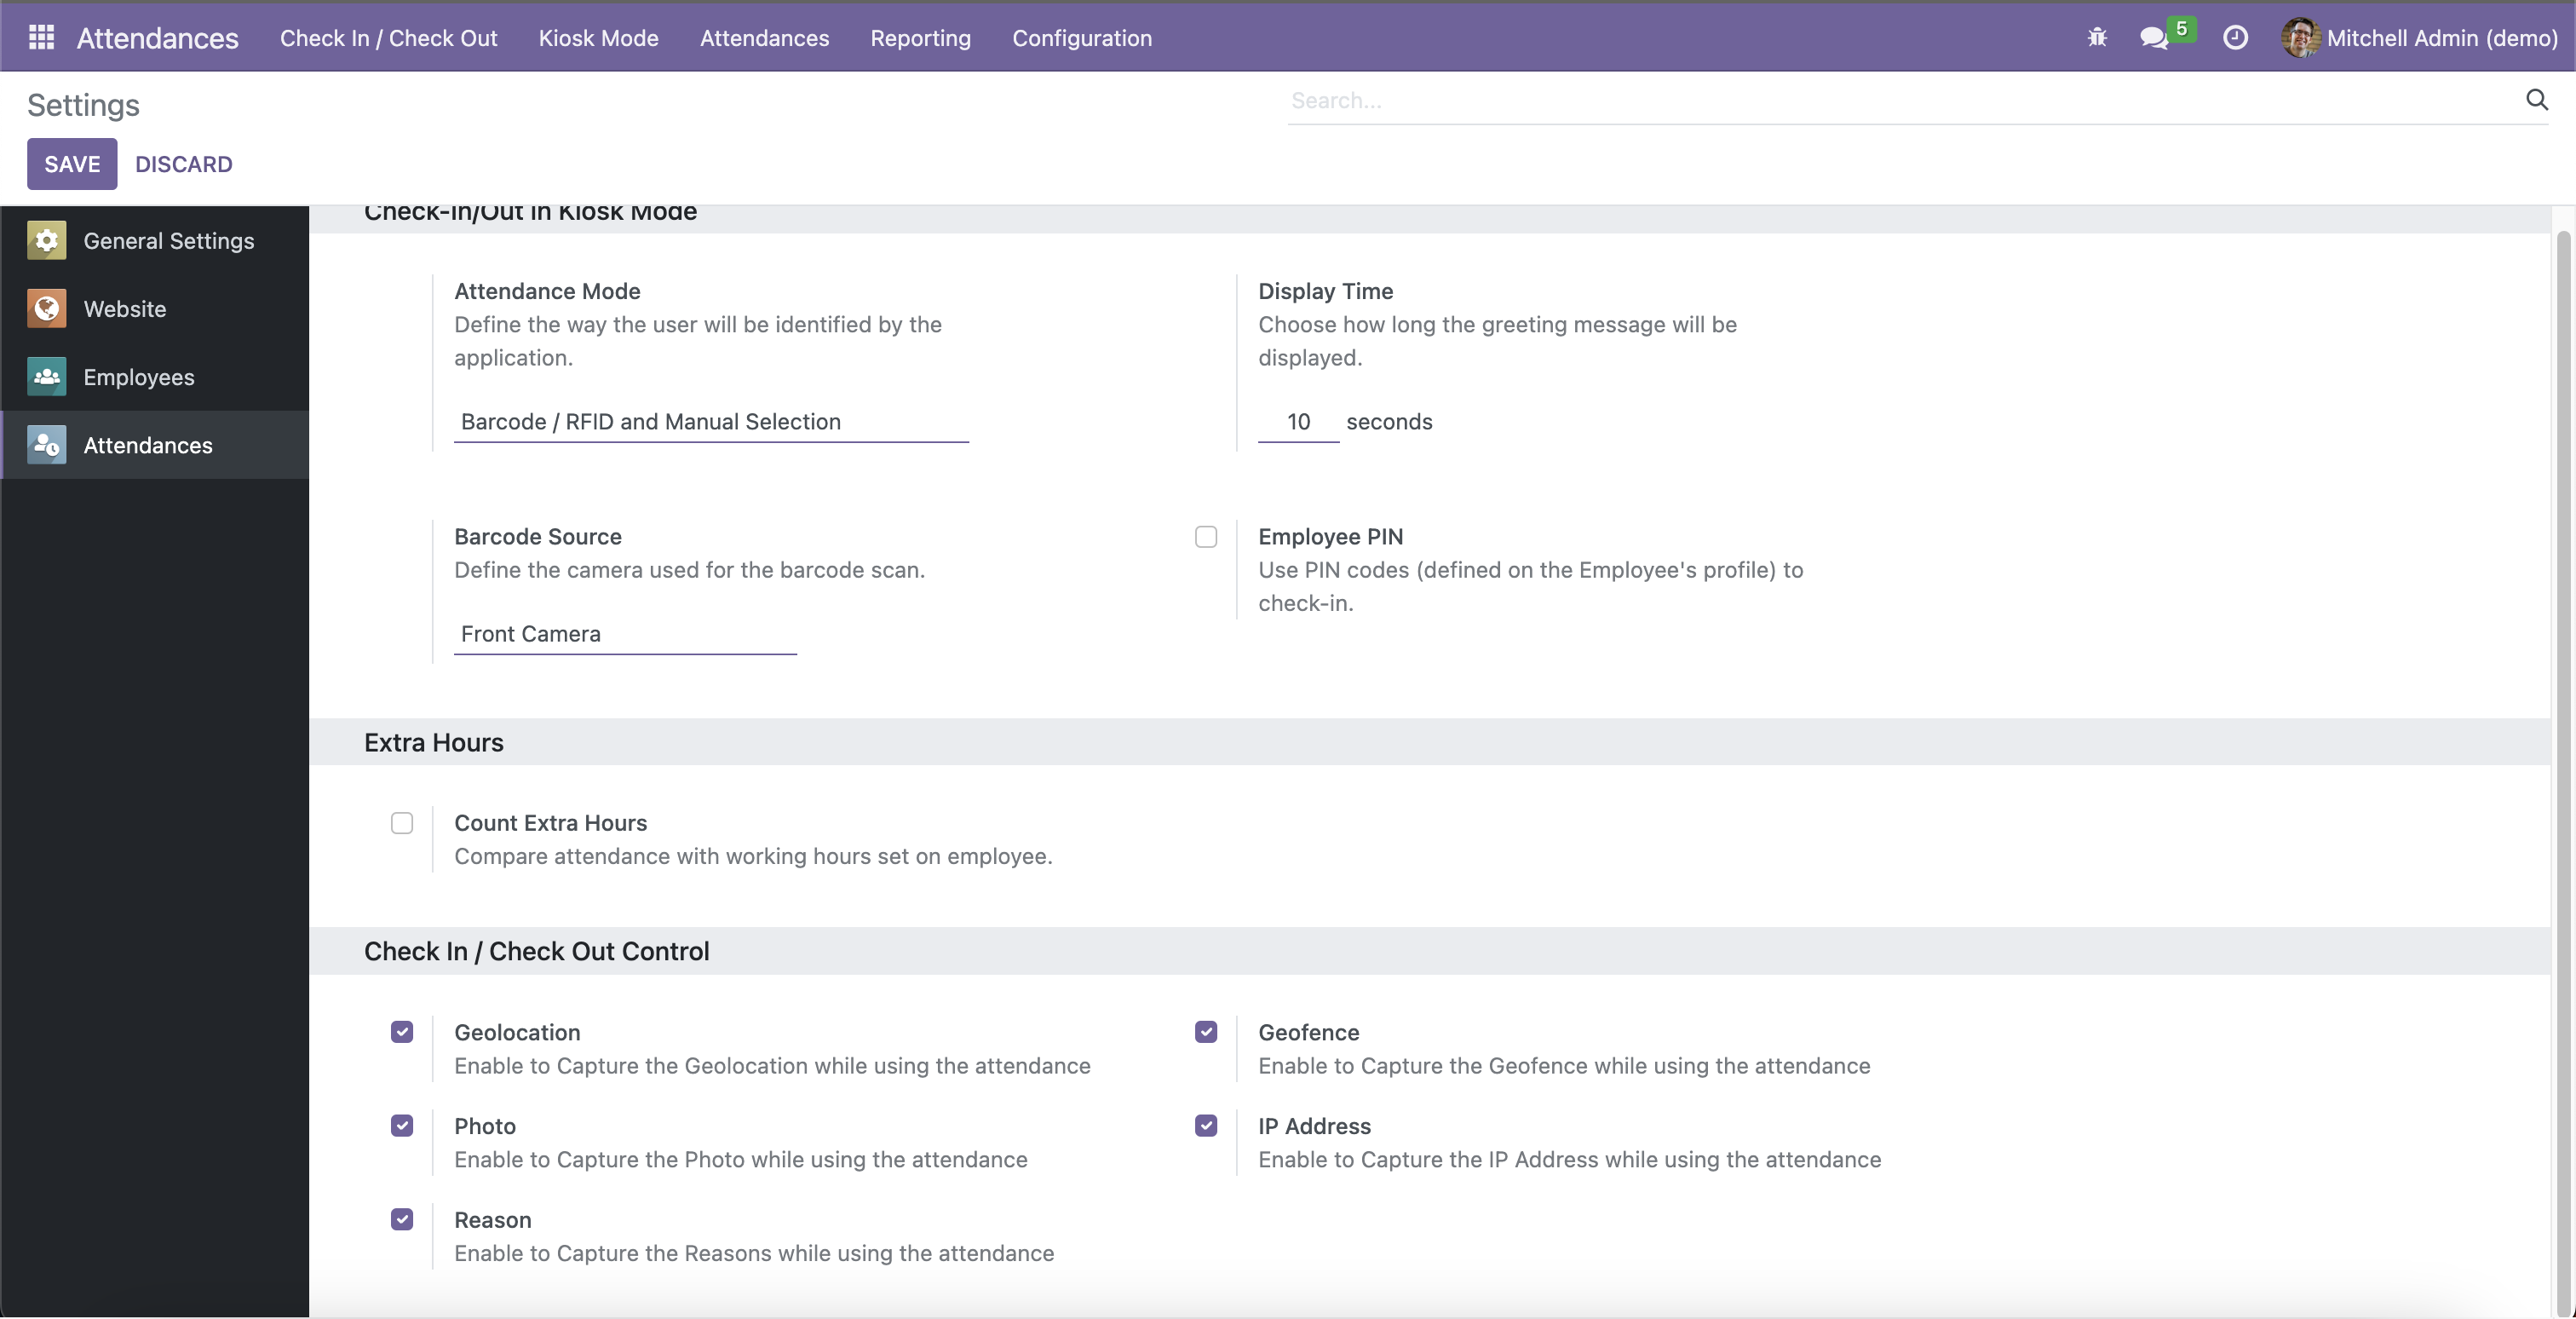 Attendances Check In / Check Out Kiosk Mode Attendances Reporting Configuration 5 Mitchell Admin (demo)
Settings
Search...
SAVE DISCARD
General Settings
Website
Employees
Attendances
Check-In/Out in Kiosk Mode
Attendance Mode
Define the way the user will be identified by the
application.
Barcode / RFID and Manual Selection
Display Time
Choose how long the greeting message will be
displayed.
10 seconds
Barcode Source
Define the camera used for the barcode scan.
Front Camera
Employee PIN
Use PIN codes (defined on the Employee's profile) to
check-in.
Extra Hours
Count Extra Hours
Compare attendance with working hours set on employee.
Check In / Check Out Control
Geolocation
Enable to Capture the Geolocation while using the attendance
Geofence
Enable to Capture the Geofence while using the attendance
Photo
Enable to Capture the Photo while using the attendance
IP Address
Enable to Capture the IP Address while using the attendance
Reason
Enable to Capture the Reasons while using the attendance